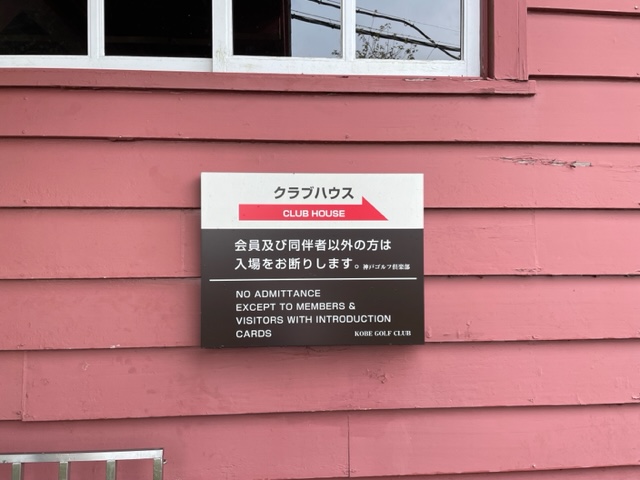 クラブハウス
CLUB HOUSE
会員及び同伴者以外の方は
入場をお断りします。神戸ゴルフ倶楽部
NO ADMITTANCE
EXCEPT TO MEMBERS &
VISITORS WITH INTRODUCTION
CARDS KOBE GOLF CLUB